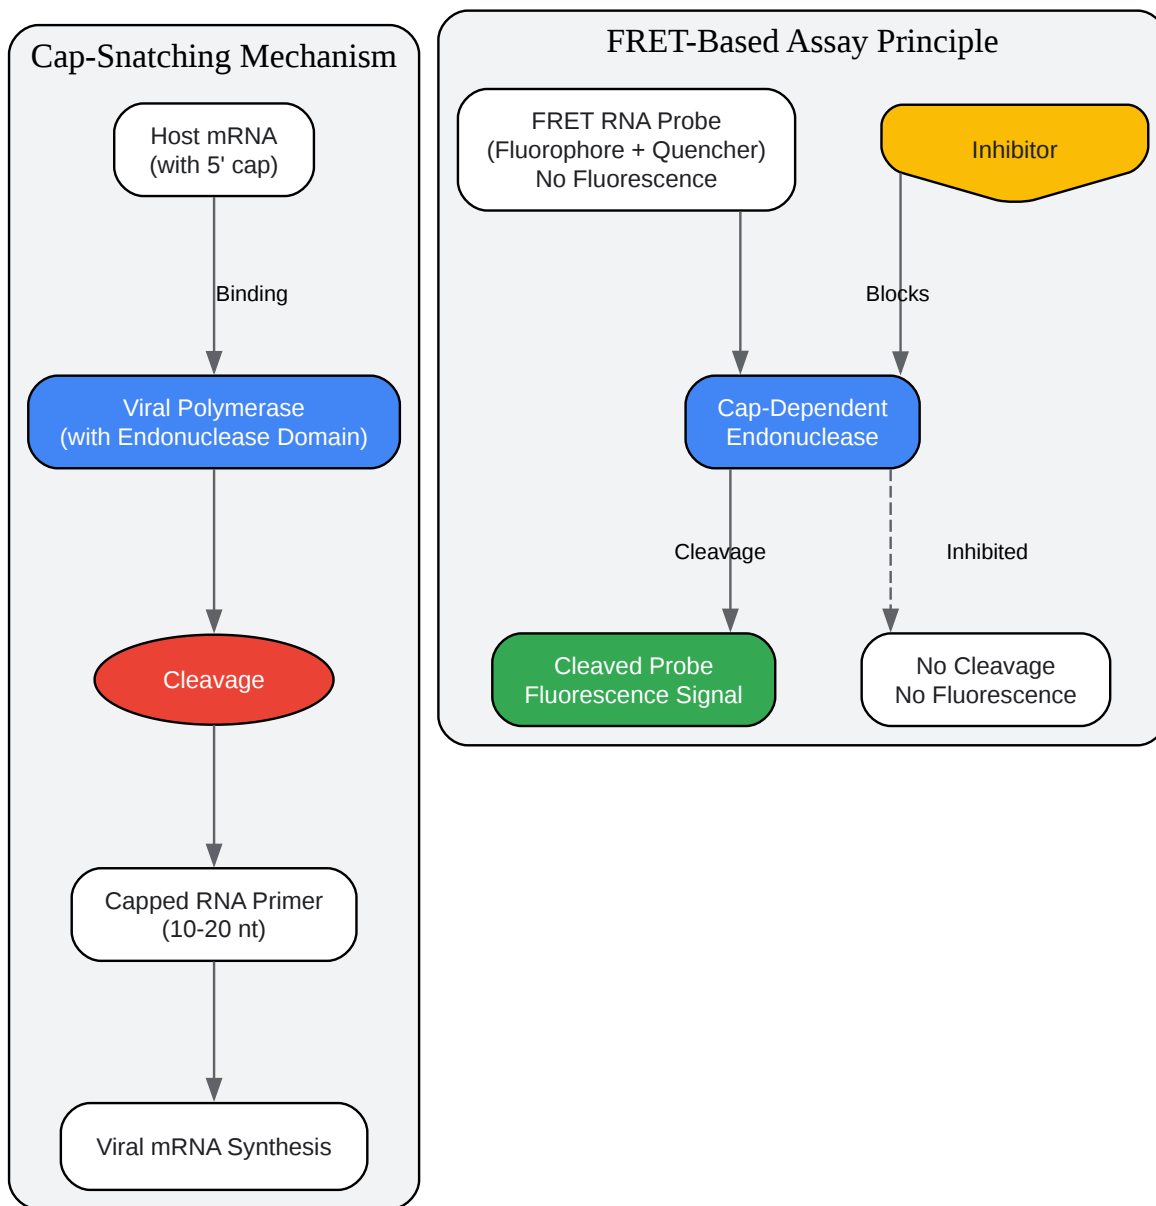 Cap-Snatching Mechanism
Host mRNA
(with 5' cap)
Binding
Viral Polymerase
(with Endonuclease Domain)
Cleavage
Capped RNA Primer
(10-20 nt)
Viral mRNA Synthesis
FRET-Based Assay Principle
FRET RNA Probe
(Fluorophore + Quencher)
No Fluorescence
Inhibitor
Blocks
Cap-Dependent
Endonuclease
Cleavage
Inhibited
Cleaved Probe
Fluorescence Signal
No Cleavage
No Fluorescence